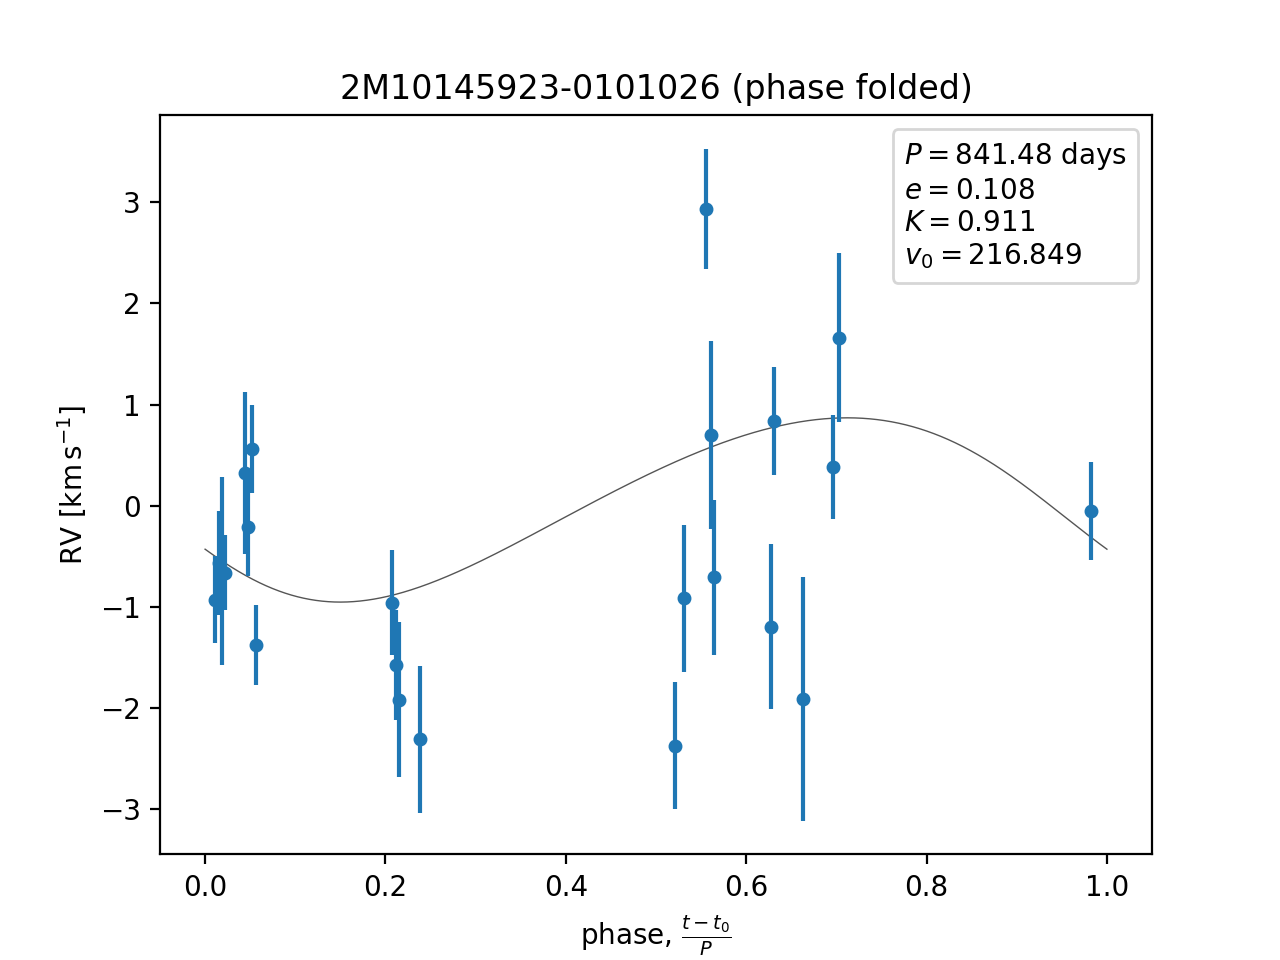 2M10145923-0101026 (phase folded)
P = 841.48 days
e = 0.108
K = 0.911
v₀ = 216.849
3
2
1
0
−1
−2
−3
RV [km s⁻¹]
0.0 0.2 0.4 0.6 0.8 1.0
phase, (t − t₀)/P